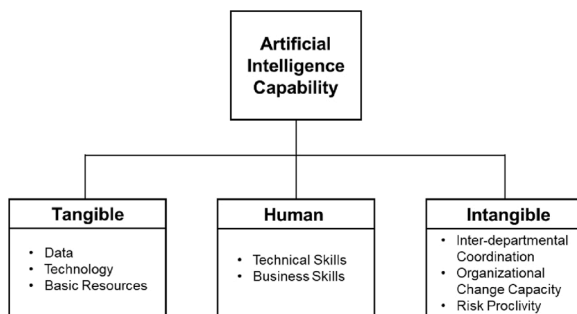 Artificial
Intelligence
Capability
Tangible
• Data
• Technology
• Basic Resources
Human
• Technical Skills
• Business Skills
Intangible
• Inter-departmental
Coordination
• Organizational
Change Capacity
• Risk Proclivity